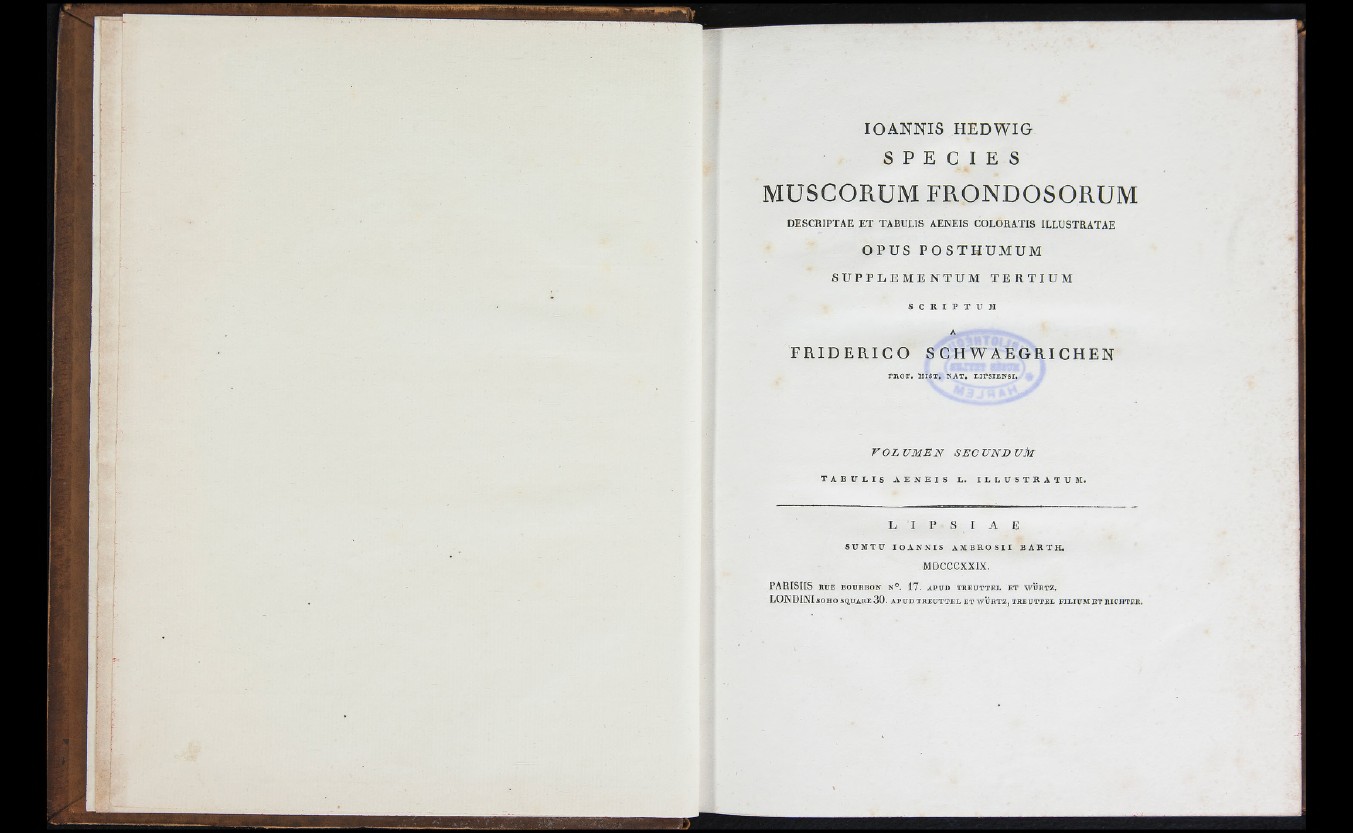 IOANNIS HEDWIG
SPECIES
MUSCORUM FRONDOSORUM
DESCRIPTAE ET TABULIS AENEIS COLORATIS ILLUSTRATAE
OPUS POSTHUMUM
SUPPLEMENTUM TERTIUM
SCRIPTUM
A
FRIDERICO SCHWAEGRICHEN
PROF. HIST. NAT. LIPSIENSI.
VOLUMEN SECUNDUM
TABULIS AENEIS L. ILLUSTRATUM.
LIPSIAE
SUMTU IOANNIS AMBROSII BARTH.
MDCCCXXIX.
PARISIIS RUE BOURBON N°. 17. APUD TREUTTEL ET WÜRTZ.
LONDINI SOHO SQUARE 30. APUD TREUTTEL ET WÜRTZ, TREUTTEL FILIUM ET RICHTER.